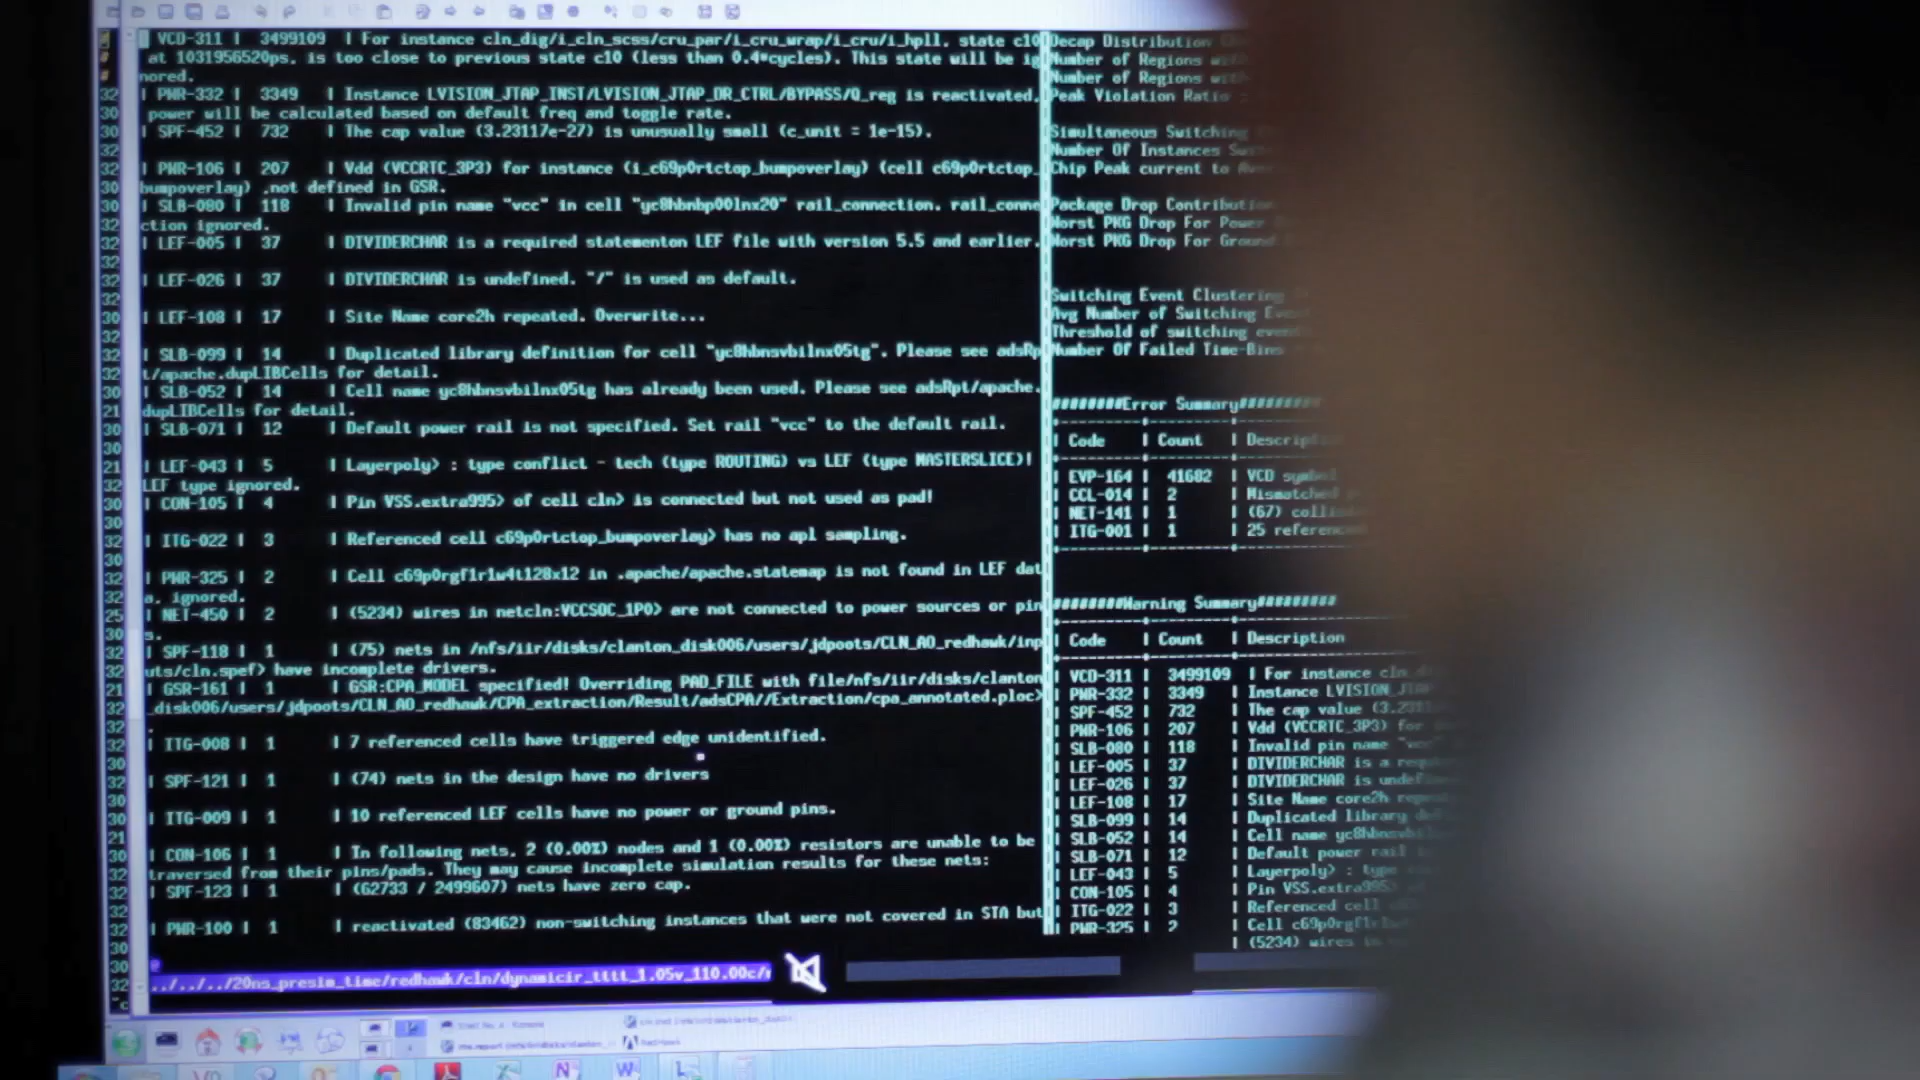 VCD-311 | 3499109 | For instance cln_dig/i_cln_scss/cru_par/i_cru_wrap/i_cru/i_hpll, state c10
at 1031956520ps, is too close to previous state c10 (less than 0.4*cycles). This state will be ig
nored.
| PWR-332 | 3349 | Instance LVISION_JTAP_INST/LVISION_JTAP_DR_CTRL/BYPASS/Q_reg is reactivated,
power will be calculated based on default freq and toggle rate.
| SPF-452 | 732 | The cap value (3.23117e-27) is unusually small (c_unit = 1e-15).
| PWR-106 | 207 | Vdd (VCCRTC_3P3) for instance (i_c69p0rtctop_bumpoverlay) (cell c69p0rtctop_
bumpoverlay) .not defined in GSR.
| SLB-080 | 118 | Invalid pin name "vcc" in cell "yc8hbnbp00lnx20" rail_connection. rail_conne
ction ignored.
| LEF-005 | 37 | DIVIDERCHAR is a required statementon LEF file with version 5.5 and earlier.
| LEF-026 | 37 | DIVIDERCHAR is undefined. "/" is used as default.
| LEF-108 | 17 | Site Name core2h repeated. Overwrite...
| SLB-099 | 14 | Duplicated library definition for cell "yc8hbnsvbilnx05tg". Please see adsRp
t/apache.dupLIBCells for detail.
| SLB-052 | 14 | Cell name yc8hbnsvbilnx05tg has already been used. Please see adsRpt/apache.
dupLIBCells for detail.
| SLB-071 | 12 | Default power rail is not specified. Set rail "vcc" to the default rail.
| LEF-043 | 5 | Layerpoly> : type conflict - tech (type ROUTING) vs LEF (type MASTERSLICE)!
LEF type ignored.
| CON-105 | 4 | Pin VSS.extra995> of cell cln> is connected but not used as pad!
| ITG-022 | 3 | Referenced cell c69p0rtctop_bumpoverlay> has no apl sampling.
| PWR-325 | 2 | Cell c69p0rgf1r1w4t128x12 in .apache/apache.statemap is not found in LEF dat
a, ignored.
| NET-450 | 2 | (5234) wires in netcln:VCCSOC_1P0> are not connected to power sources or pin
s.
| SPF-118 | 1 | (75) nets in /nfs/iir/disks/clanton_disk006/users/jdpoots/CLN_AO_redhawk/inp
uts/cln.spef> have incomplete drivers.
| GSR-161 | 1 | GSR:CPA_MODEL specified! Overriding PAD_FILE with file/nfs/iir/disks/clanton
_disk006/users/jdpoots/CLN_AO_redhawk/CPA_extraction/Result/adsCPA//Extraction/cpa_annotated.ploc>
.
| ITG-008 | 1 | 7 referenced cells have triggered edge unidentified.
| SPF-121 | 1 | (74) nets in the design have no drivers
| ITG-009 | 1 | 10 referenced LEF cells have no power or ground pins.
| CON-106 | 1 | In following nets, 2 (0.00%) nodes and 1 (0.00%) resistors are unable to be
traversed from their pins/pads. They may cause incomplete simulation results for these nets:
| SPF-123 | 1 | (62733 / 2499607) nets have zero cap.
| PWR-100 | 1 | reactivated (83462) non-switching instances that were not covered in STA but
../../../20ns_presim_time/redhawk/cln/dynamicir_tttt_1.05v_110.00c/
Decap Distribution
Number of Regions
Number of Regions
Peak Violation Ratio :
Simultaneous Switching
Number Of Instances
Chip Peak current to
Package Drop
Worst PKG Drop For Power
Worst PKG Drop For
Switching Event Clustering
Avg Number of Switching
Threshold of switching
Number Of Failed Time-Bins
########Error Summary#########
| Code | Count |
| EVP-164 | 41682 | VCD
| CCL-014 | 2 | Mismatched
| NET-141 | 1 | (67)
| ITG-001 | 1 | 25
########Warning Summary#########
| Code | Count | Description
| VCD-311 | 3499109 | For instance
| PWR-332 | 3349 | Instance
| SPF-452 | 732 | The cap value
| PWR-106 | 207 | Vdd (VCCRTC_3P3)
| SLB-080 | 118 | Invalid pin name
| LEF-005 | 37 | DIVIDERCHAR is a
| LEF-026 | 37 | DIVIDERCHAR is
| LEF-108 | 17 | Site Name core2h
| SLB-099 | 14 | Duplicated library
| SLB-052 | 14 | Cell name
| SLB-071 | 12 | Default power rail
| LEF-043 | 5 | Layerpoly> : type
| CON-105 | 4 | Pin VSS.extra995>
| ITG-022 | 3 | Referenced cell
| PWR-325 | 2 | Cell
| (5234) wires